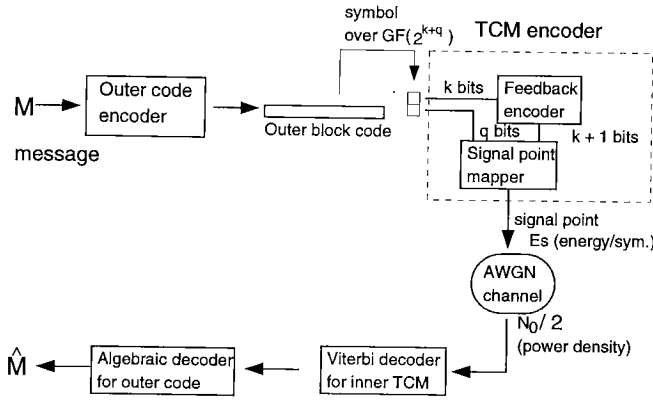 symbol
over GF(2^{k+q})
TCM encoder
M
message
Outer code
encoder
Outer block code
k bits
Feedback
encoder
q bits
k + 1 bits
Signal point
mapper
signal point
Es (energy/sym.)
AWGN
channel
N₀/ 2
(power density)
Viterbi decoder
for inner TCM
Algebraic decoder
for outer code
M̂